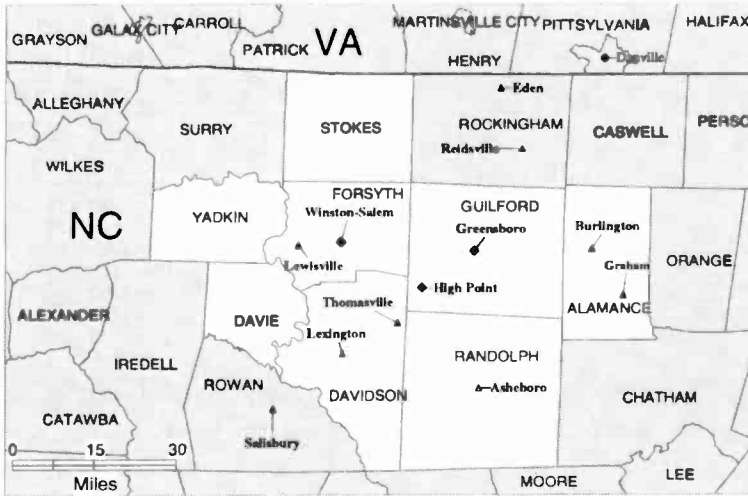 GRAYSON
GALAX CITY
CARROLL
PATRICK
VA
MARTINSVILLE CITY
HENRY
PITTSYLVANIA
HALIFAX
Danville
ALLEGHANY
SURRY
STOKES
Eden
ROCKINGHAM
Reidsville
CASWELL
PERSO
WILKES
NC
YADKIN
FORSYTH
Winston-Salem
Lewisville
GUILFORD
Greensboro
High Point
Burlington
Graham
ALAMANCE
ORANGE
ALEXANDER
IREDELL
DAVIE
Thomasville
Lexington
DAVIDSON
RANDOLPH
Asheboro
CHATHAM
ROWAN
Salisbury
CATAWBA
0 15 30
Miles
MOORE
LEE